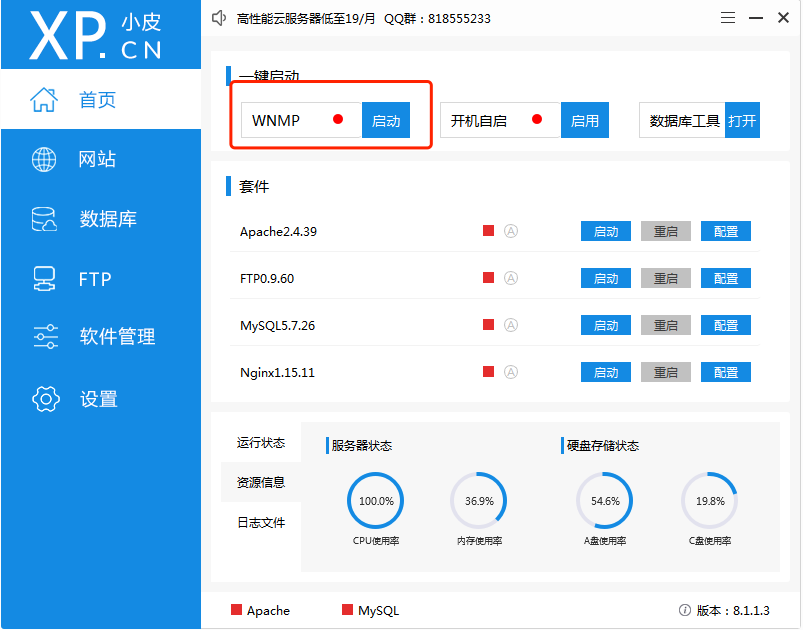 XP.CN 小皮
高性能云服务器低至19/月 QQ群：818555233
首页
网站
数据库
FTP
软件管理
设置
一键启动
WNMP 启动 开机自启 启用 数据库工具 打开
套件
Apache2.4.39 A 启动 重启 配置
FTP0.9.60 A 启动 重启 配置
MySQL5.7.26 A 启动 重启 配置
Nginx1.15.11 A 启动 重启 配置
运行状态
资源信息
日志文件
服务器状态 硬盘存储状态
100.0% 36.9% 54.6% 19.8%
CPU使用率 内存使用率 A盘使用率 C盘使用率
Apache MySQL 版本：8.1.1.3